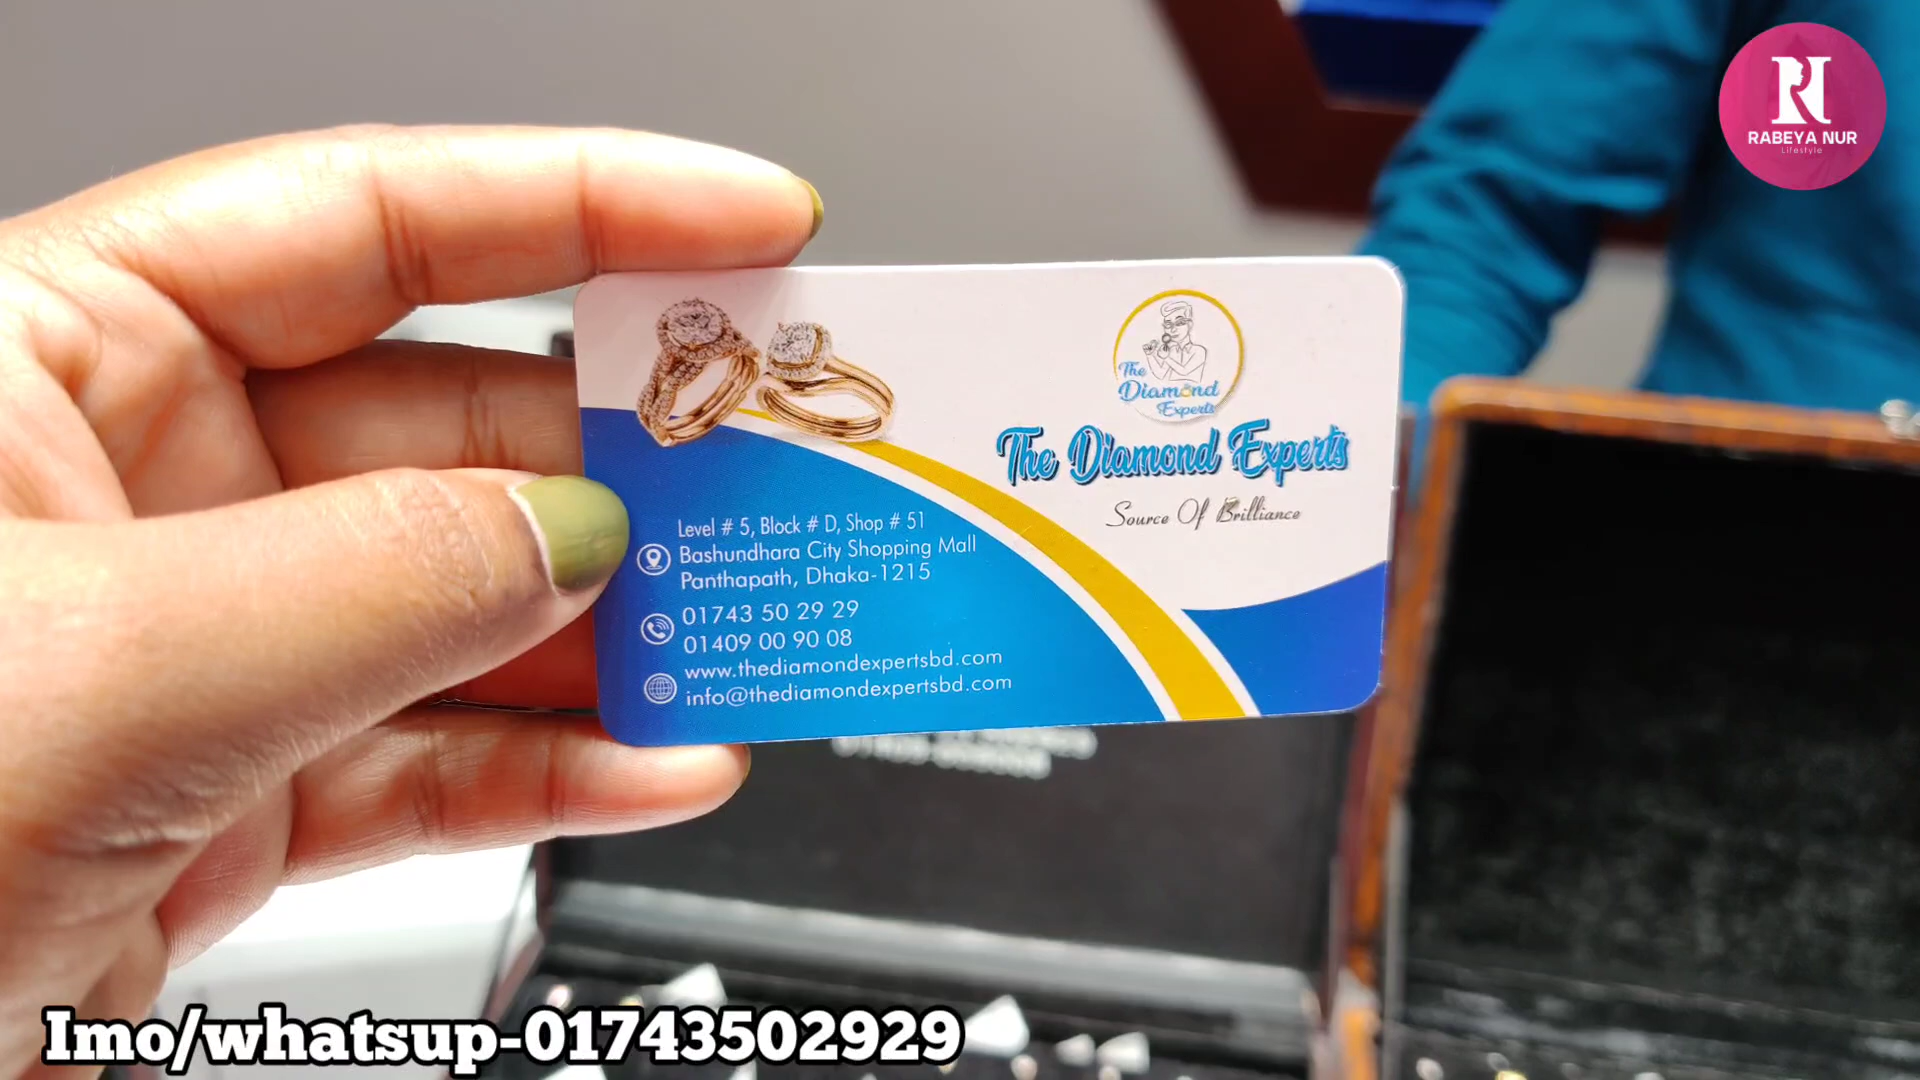 RABEYA NUR
Lifestyle
The
Diamond
Experts
The Diamond Experts
Source Of Brilliance
Level # 5, Block # D, Shop # 51
Bashundhara City Shopping Mall
Panthapath, Dhaka-1215
01743 50 29 29
01409 00 90 08
www.thediamondexpertsbd.com
info@thediamondexpertsbd.com
Imo/whatsup-01743502929